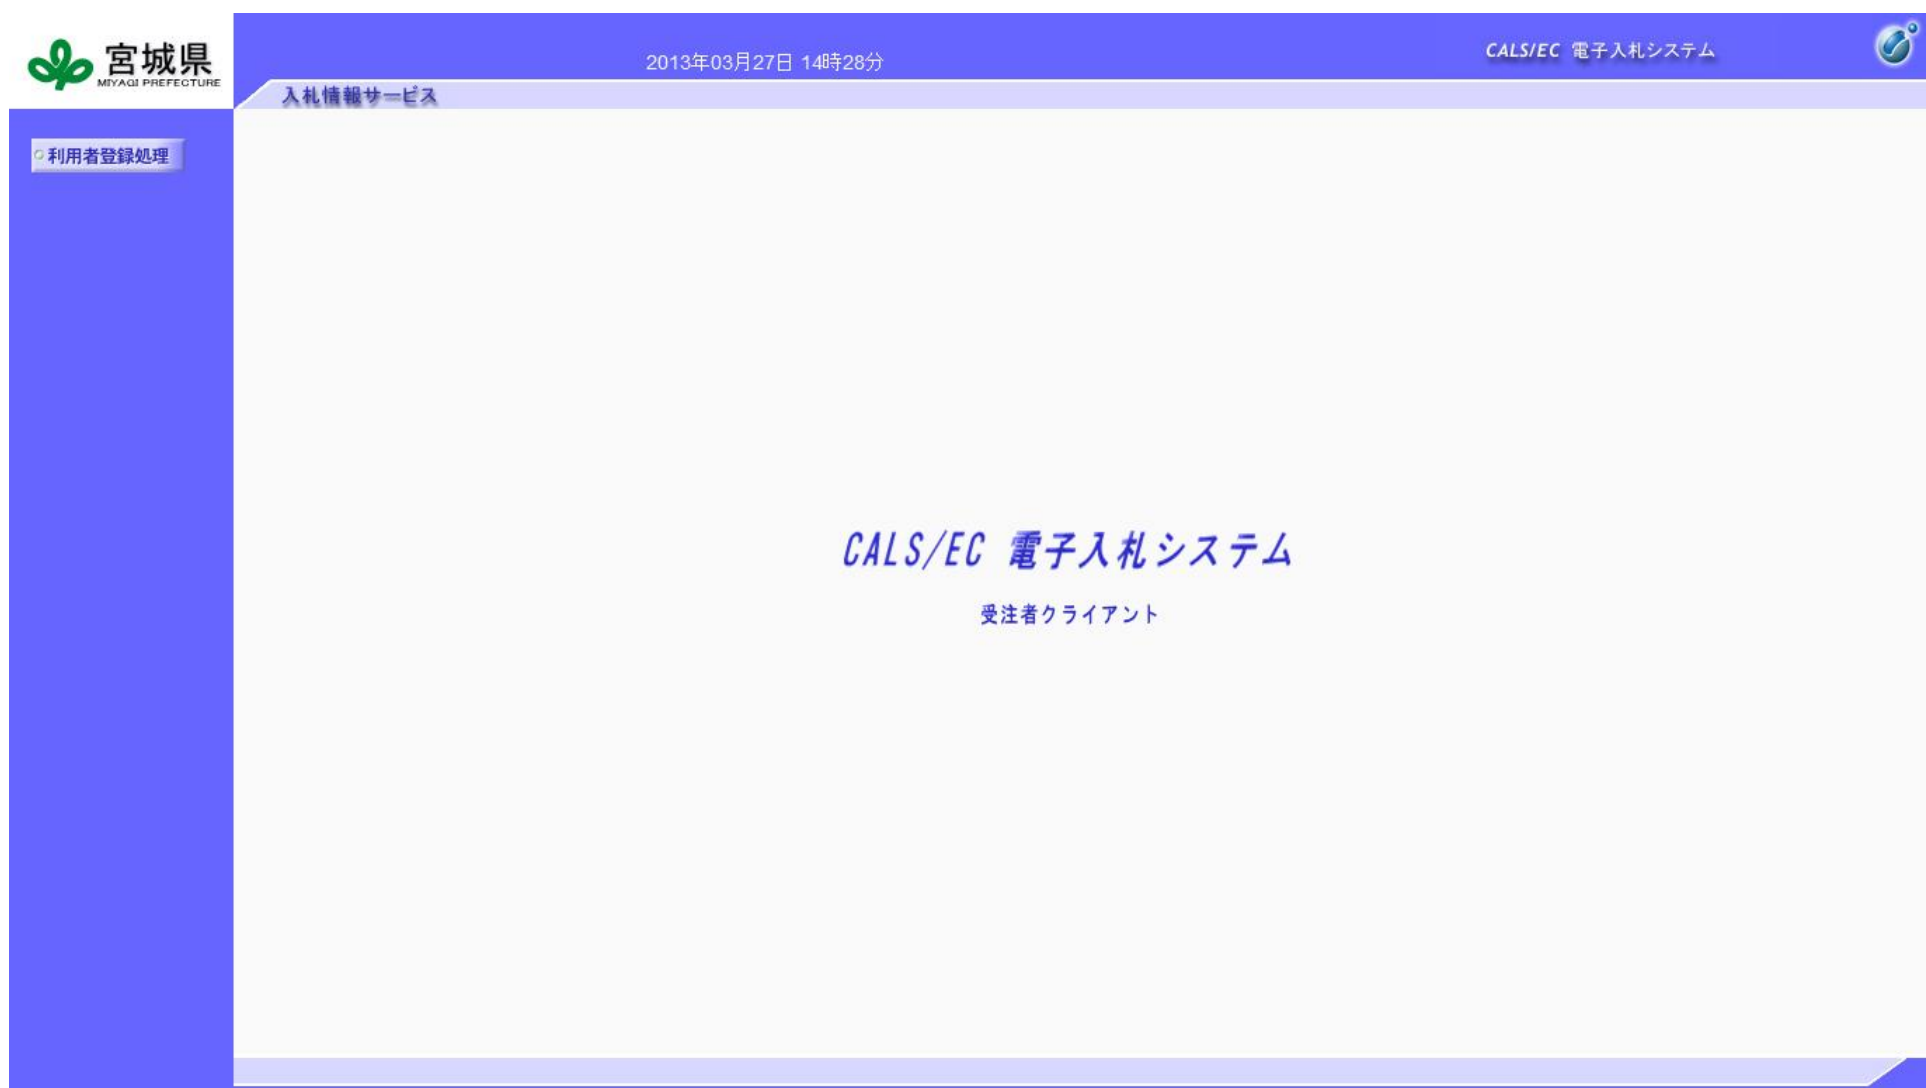 宮城県
MIYAGI PREFECTURE
2013年03月27日 14時28分
CALS/EC 電子入札システム
入札情報サービス
利用者登録処理
CALS/EC 電子入札システム
受注者クライアント